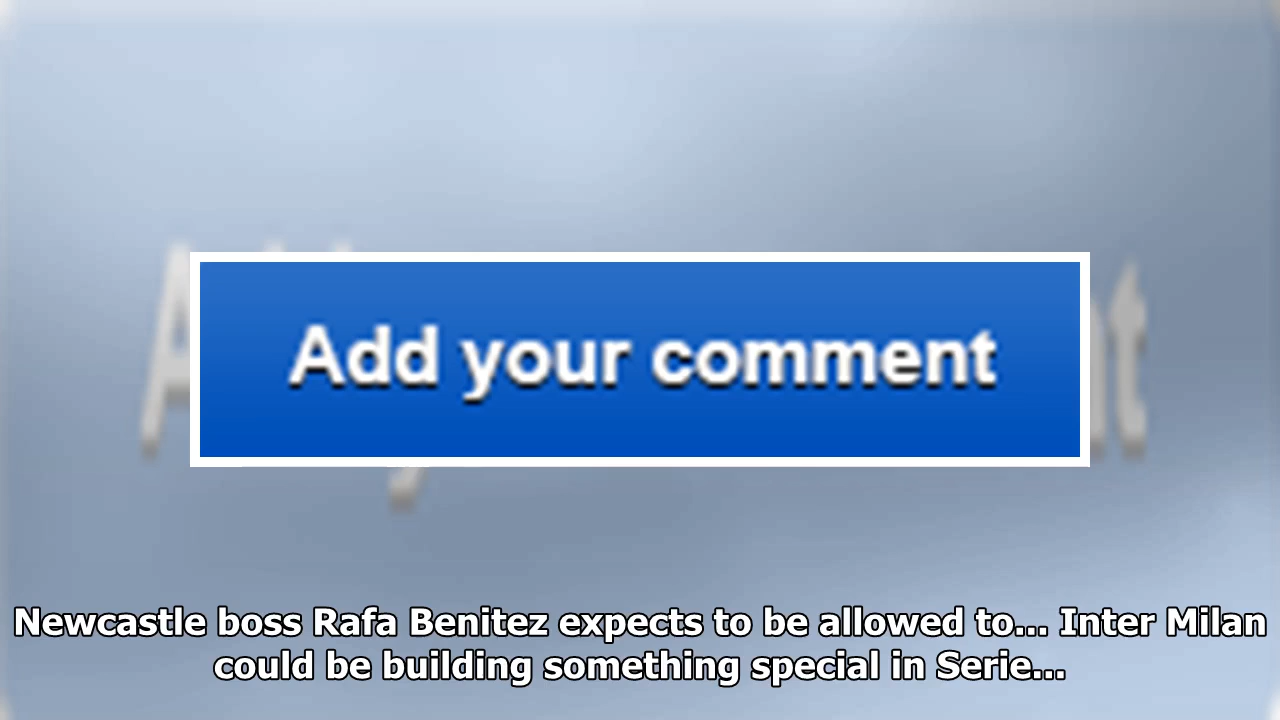 Add your comment
Newcastle boss Rafa Benitez expects to be allowed to... Inter Milan
could be building something special in Serie...